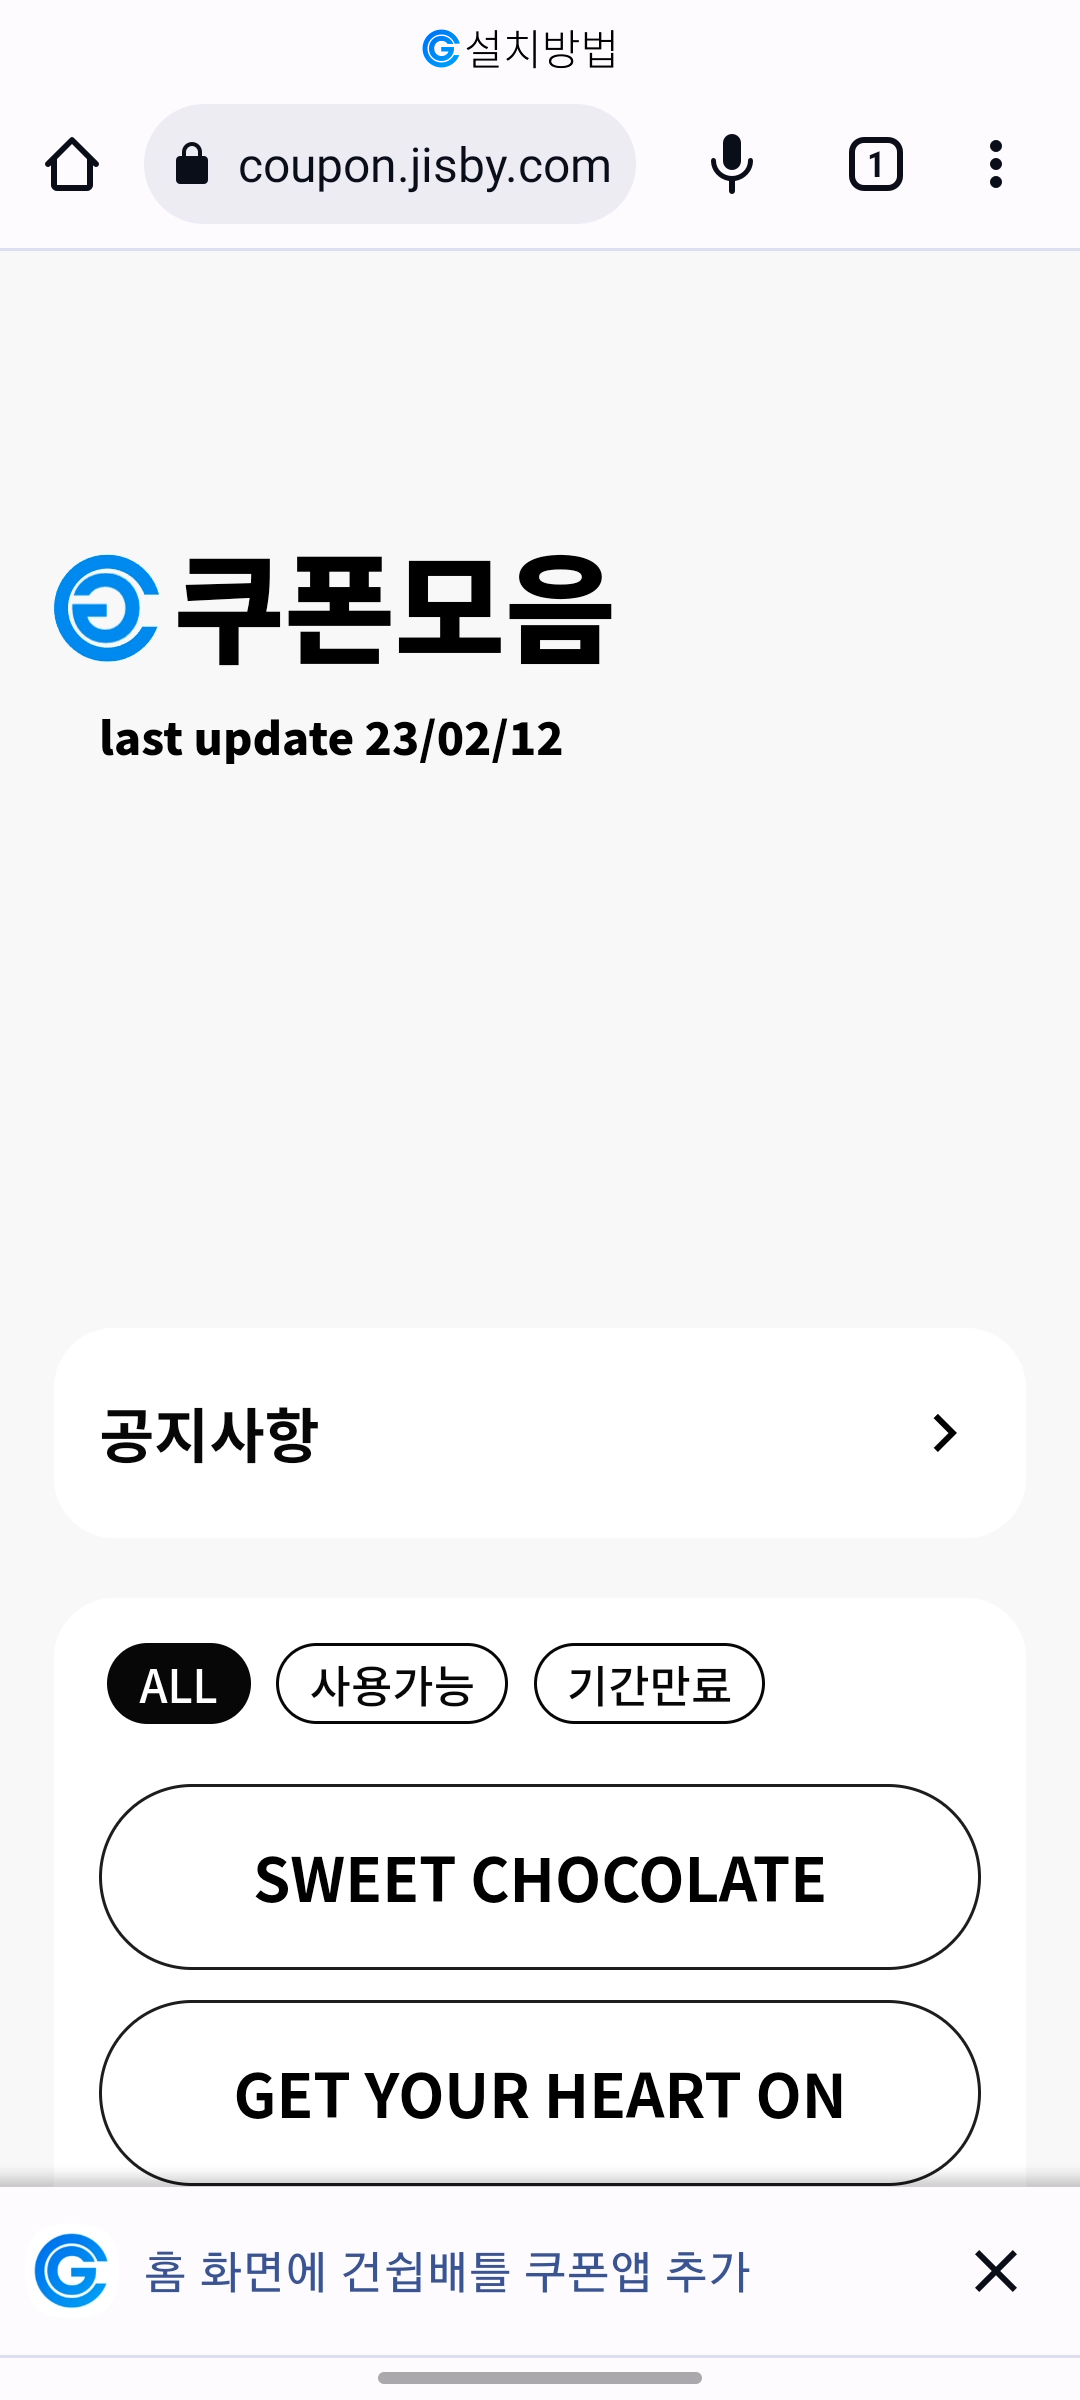 설치방법
coupon.jisby.com
1
쿠폰모음
last update 23/02/12
공지사항
ALL 사용가능 기간만료
SWEET CHOCOLATE
GET YOUR HEART ON
홈 화면에 건쉽배틀 쿠폰앱 추가